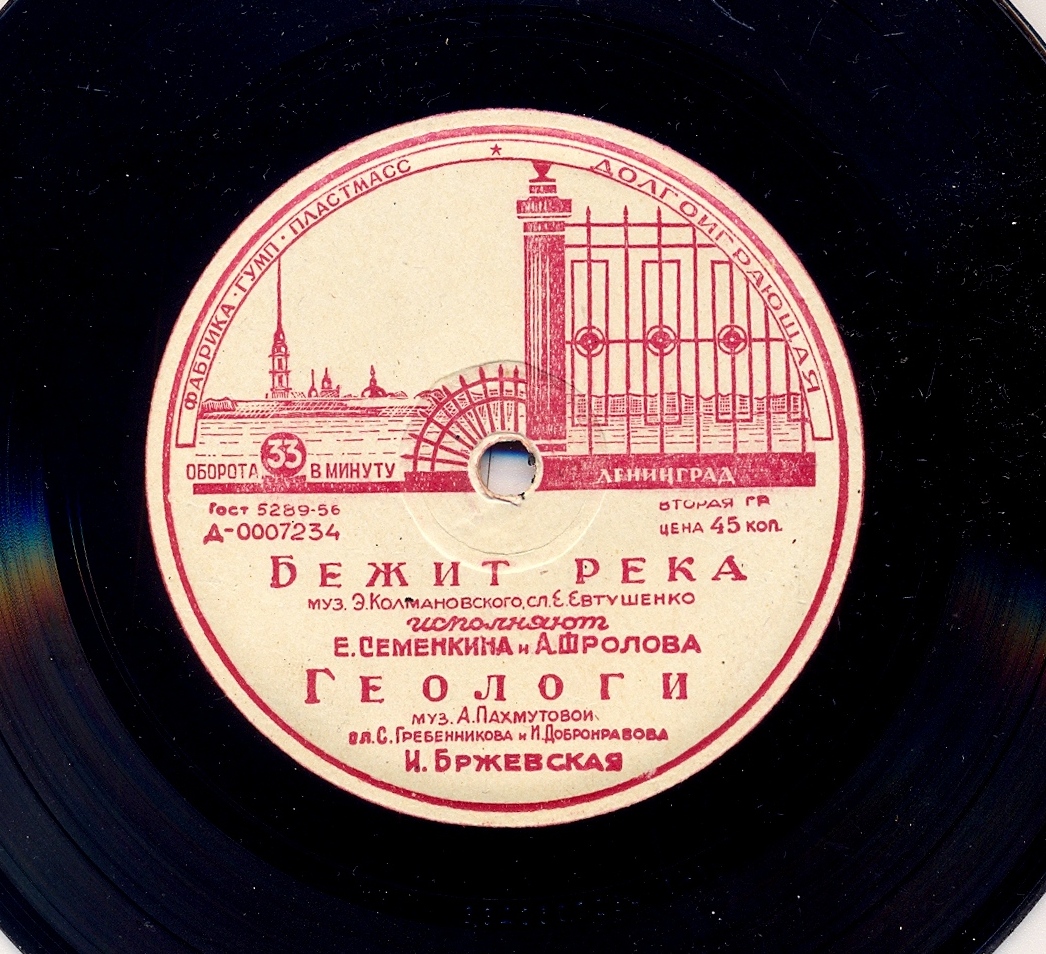 ФАБРИКА · ГУМП · ПЛАСТМАСС * ДОЛГОИГРАЮЩАЯ
ОБОРОТА 33 В МИНУТУ
ЛЕНИНГРАД
ГОСТ 5289-56
Д-0007234
ВТОРАЯ ГР
ЦЕНА 45 КОП.
БЕЖИТ РЕКА
МУЗ. Э.КОЛМАНОВСКОГО, СЛ. Е.ЕВТУШЕНКО
исполняют
Е. СЕМЕНКИНА и А. ФРОЛОВА
ГЕОЛОГИ
МУЗ. А.ПАХМУТОВОЙ
СЛ. С.ГРЕБЕННИКОВА и Н.ДОБРОНРАВОВА
И. БРЖЕВСКАЯ